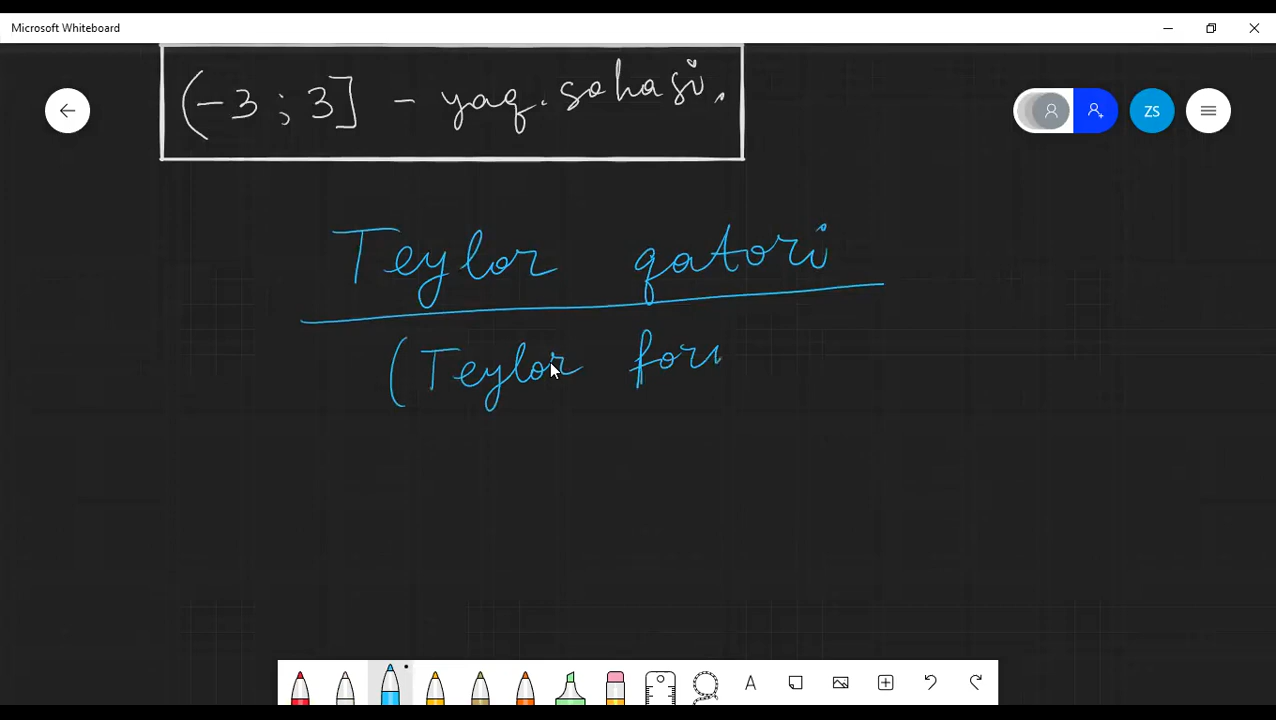 Microsoft Whiteboard
(-3 ; 3] - yaq. sohasi.
ZS
Teylor qatori
(Teylor for
A